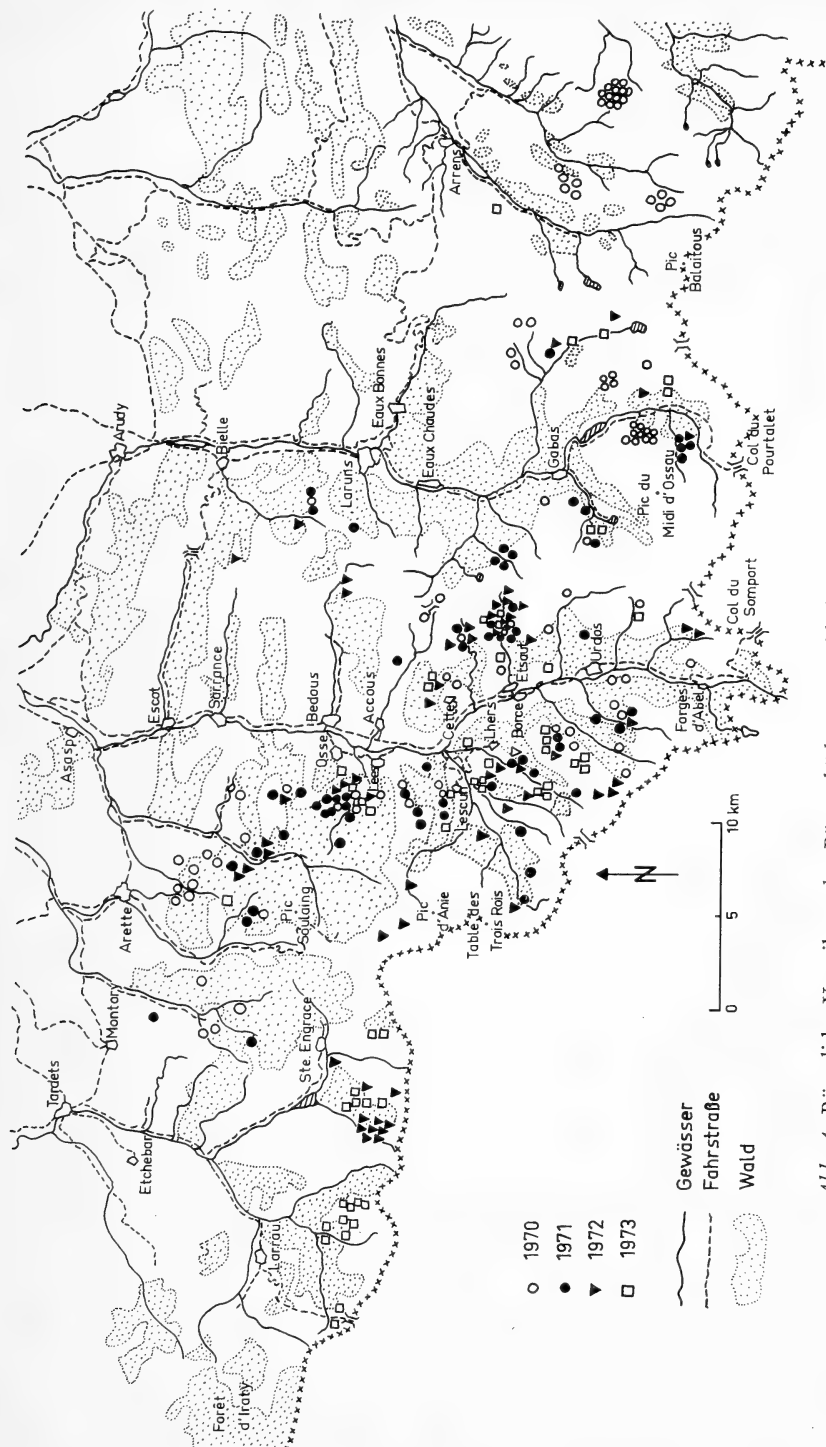 Tardets
Montory
Etchebar
Larrau
Forêt
d'Iraty
Ste. Engrace
Arette
Asasp
Escot
Sarrance
Bedous
Osse
Accous
Lees
Pic
Soulaing
Pic
d'Anie
Table des
Trois Rois
Lescun
Cette
Lhers
Borce
Etsaut
Urdos
Forges
d'Abel
Col du
Somport
Arudy
Bielle
Laruns
Eaux Bonnes
Eaux Chaudes
Gabas
Pic du
Midi d'Ossau
Col du
Pourtalet
Arrens
Pic
Balaitous
1970
1971
1972
1973
Gewässer
Fahrstraße
Wald
0 5 10 km
N